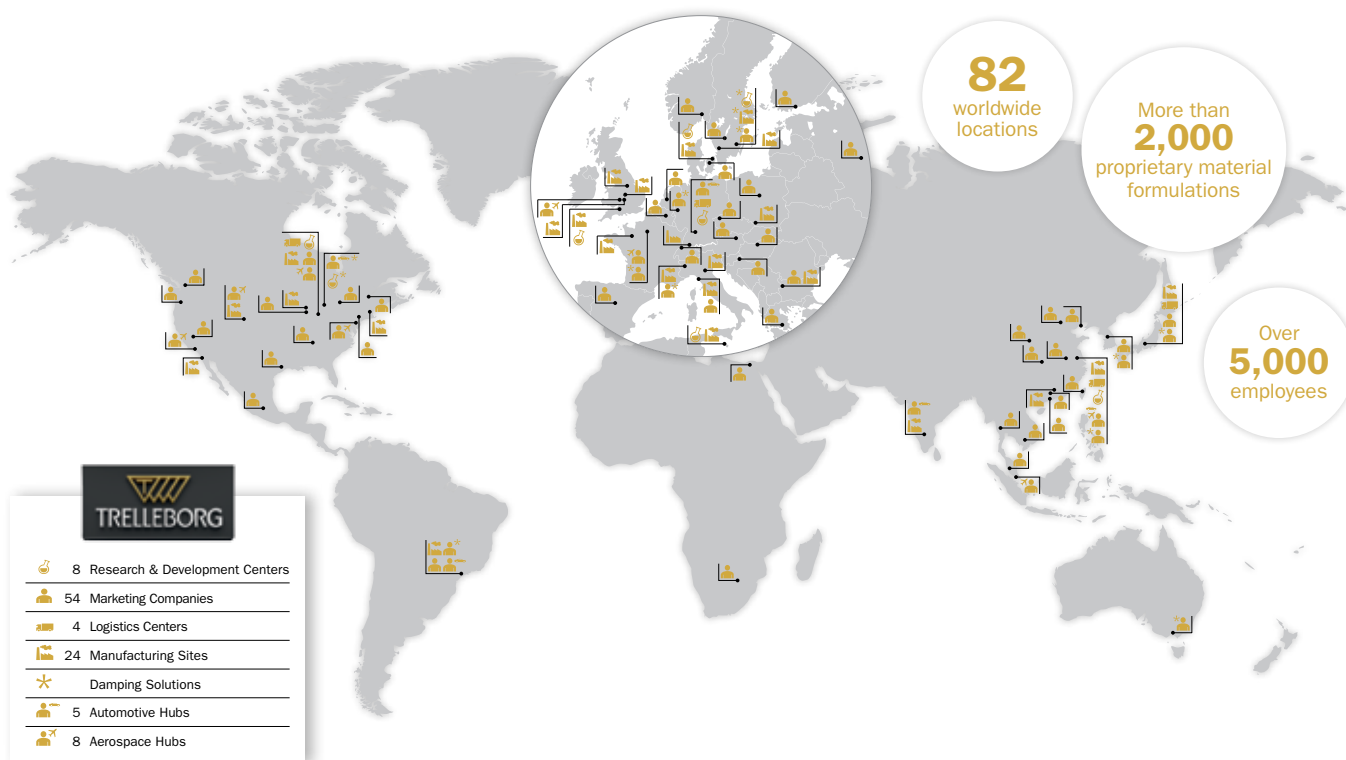 82
worldwide
locations
More than
2,000
proprietary material
formulations
Over
5,000
employees
TRELLEBORG
8 Research & Development Centers
54 Marketing Companies
4 Logistics Centers
24 Manufacturing Sites
Damping Solutions
5 Automotive Hubs
8 Aerospace Hubs